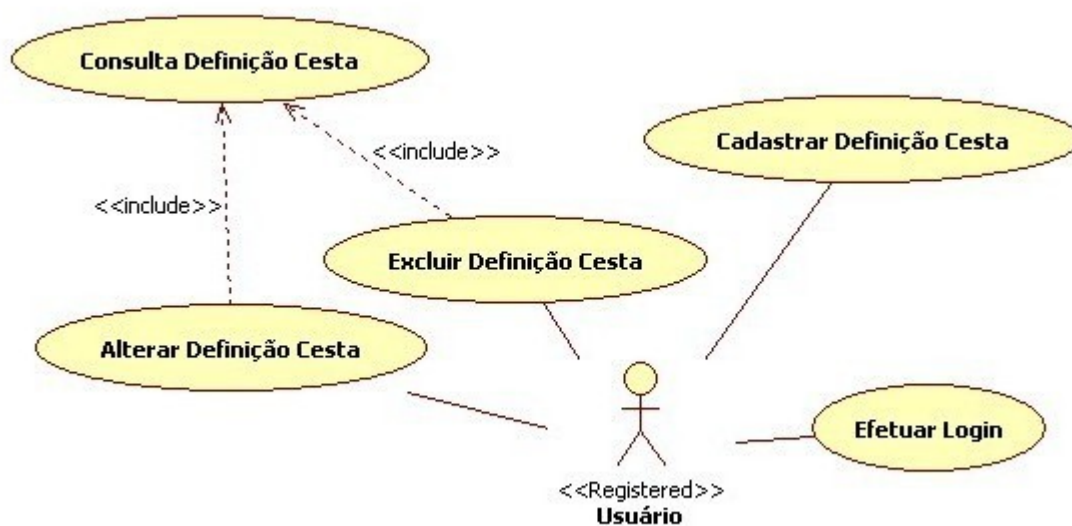 Consulta Definição Cesta
Cadastrar Definição Cesta
<<include>>
<<include>>
Excluir Definição Cesta
Alterar Definição Cesta
Efetuar Login
<<Registered>>
Usuário